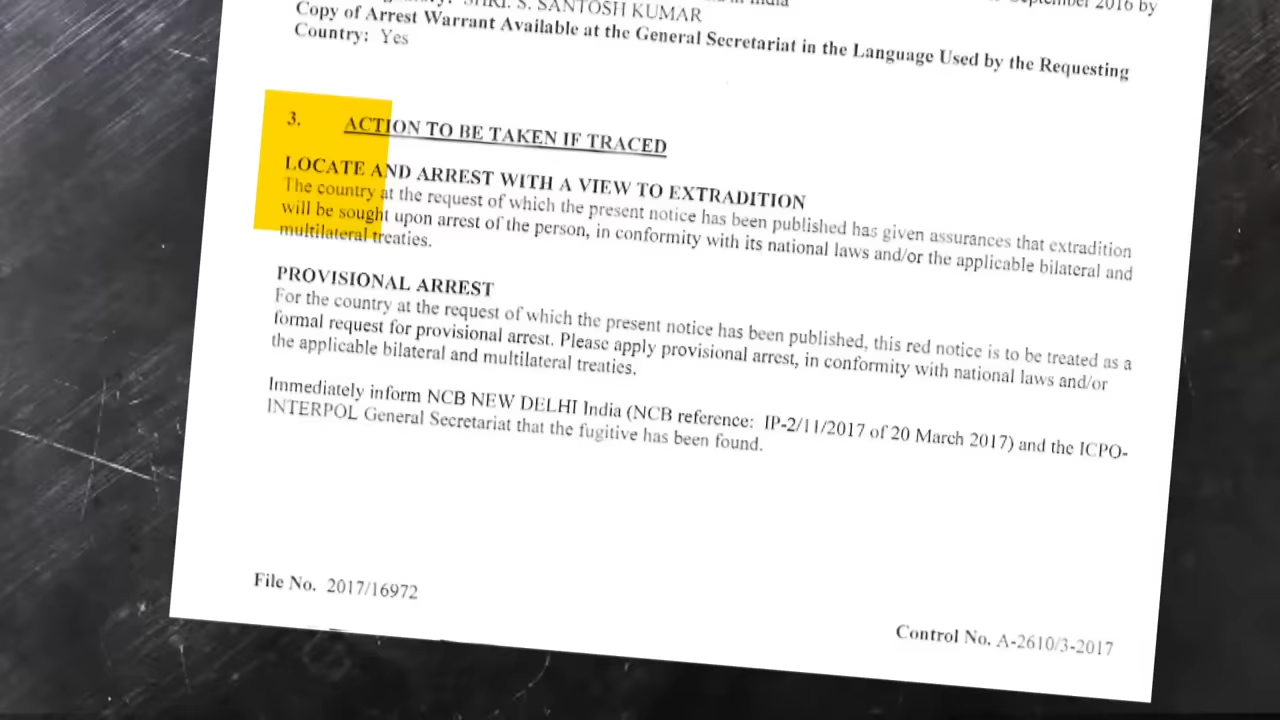 SHRI. S. SANTOSH KUMAR
2016 by
Copy of Arrest Warrant Available at the General Secretariat in the Language Used by the Requesting
Country: Yes
3. ACTION TO BE TAKEN IF TRACED
LOCATE AND ARREST WITH A VIEW TO EXTRADITION
The country at the request of which the present notice has been published has given assurances that extradition
will be sought upon arrest of the person, in conformity with its national laws and/or the applicable bilateral and
multilateral treaties.
PROVISIONAL ARREST
For the country at the request of which the present notice has been published, this red notice is to be treated as a
formal request for provisional arrest. Please apply provisional arrest, in conformity with national laws and/or
the applicable bilateral and multilateral treaties.
Immediately inform NCB NEW DELHI India (NCB reference: IP-2/11/2017 of 20 March 2017) and the ICPO-
INTERPOL General Secretariat that the fugitive has been found.
File No. 2017/16972
Control No. A-2610/3-2017